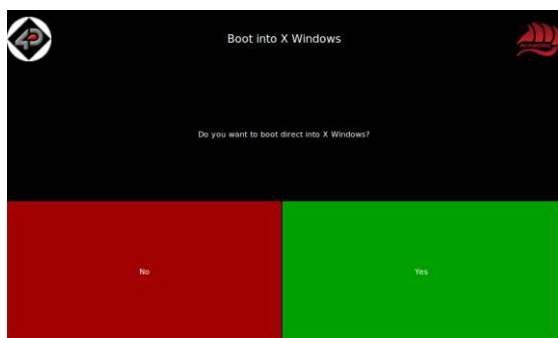 Boot into X Windows
Do you want to boot direct into X Windows?
No
Yes